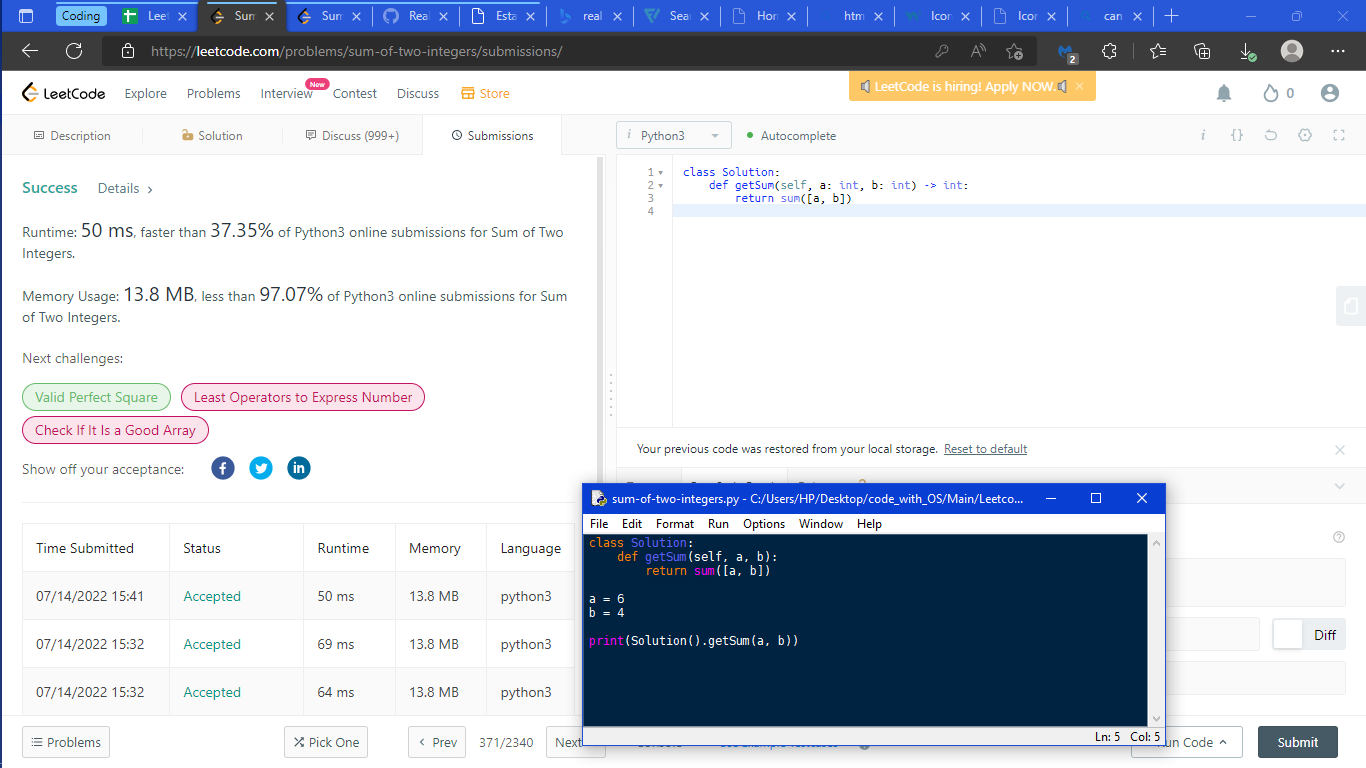 Coding
Leet
Sum
Sum
Real
Esta
real
Sear
Hor
htm
Icor
Icor
can
https://leetcode.com/problems/sum-of-two-integers/submissions/
2
LeetCode
Explore
Problems
Interview
New
Contest
Discuss
Store
LeetCode is hiring! Apply NOW.
0
Description
Solution
Discuss (999+)
Submissions
i Python3
Autocomplete
i {}
Success
Details >
Runtime: 50 ms, faster than 37.35% of Python3 online submissions for Sum of Two
Integers.
Memory Usage: 13.8 MB, less than 97.07% of Python3 online submissions for Sum
of Two Integers.
Next challenges:
Valid Perfect Square
Least Operators to Express Number
Check If It Is a Good Array
Show off your acceptance:
1 class Solution:
2 def getSum(self, a: int, b: int) -> int:
3 return sum([a, b])
4
Your previous code was restored from your local storage. Reset to default
Time Submitted Status Runtime Memory Language
07/14/2022 15:41 Accepted 50 ms 13.8 MB python3
07/14/2022 15:32 Accepted 69 ms 13.8 MB python3
07/14/2022 15:32 Accepted 64 ms 13.8 MB python3
sum-of-two-integers.py - C:/Users/HP/Desktop/code_with_OS/Main/Leetco...
File Edit Format Run Options Window Help
class Solution:
def getSum(self, a, b):
return sum([a, b])
a = 6
b = 4
print(Solution().getSum(a, b))
Ln: 5 Col: 5
Diff
Problems
Pick One
Prev
371/2340
Next
Code
Submit